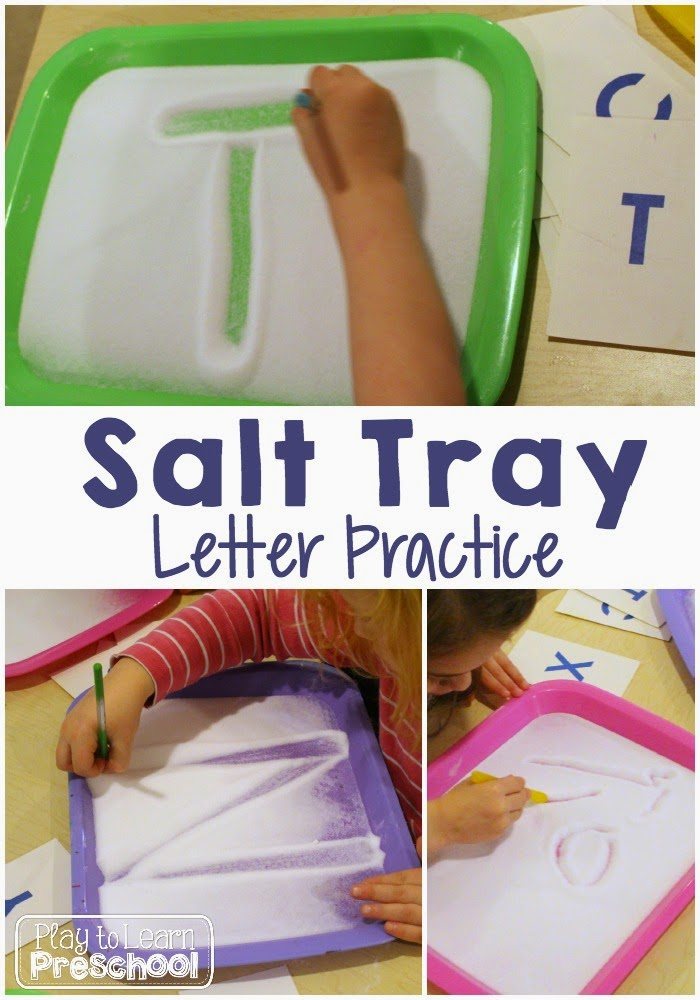 T
T
Salt Tray
Letter Practice
X
Play to Learn
Preschool